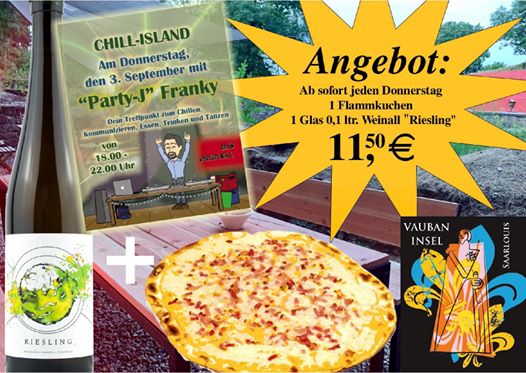 CHILL-ISLAND
Am Donnerstag,
den 3. September mit
"Party-J" Franky
Dein Treffpunkt zum Chillen,
Kommunizieren, Essen, Trinken und Tanzen
von
18.00 -
22.00 Uhr
Angebot:
Ab sofort jeden Donnerstag
1 Flammkuchen
1 Glas 0,1 ltr. Weinall "Riesling"
11,50 €
+
RIESLING
VAUBAN
INSEL
SAARLOUIS